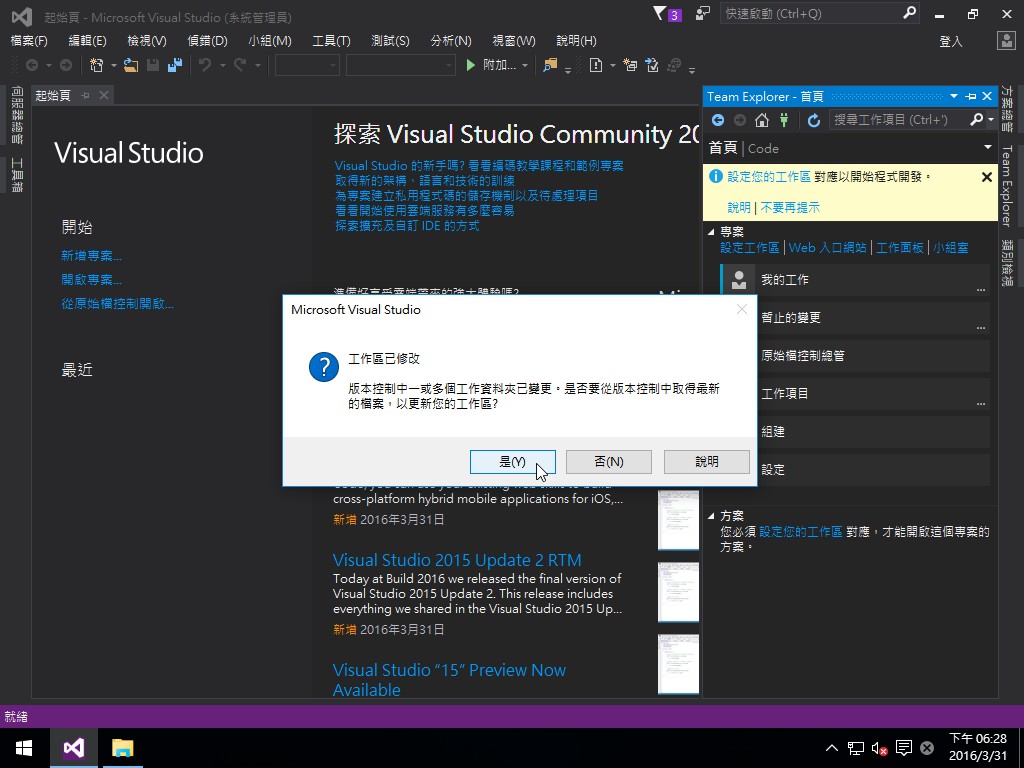 起始頁 - Microsoft Visual Studio (系統管理員)
3
快速啟動 (Ctrl+Q)
檔案(F) 編輯(E) 檢視(V) 偵錯(D) 小組(M) 工具(T) 測試(S) 分析(N) 視窗(W) 說明(H)
登入
附加...
伺服器總管
工具箱
起始頁
Visual Studio
開始
新增專案...
開啟專案...
從原始檔控制開啟...
最近
探索 Visual Studio Community 20
Visual Studio 的新手嗎? 看看編碼教學課程和範例專案
取得新的架構、語言和技術的訓練
為專案建立私用程式碼的儲存機制以及待處理項目
看看開始使用雲端服務有多麼容易
探索擴充及自訂 IDE 的方式
準備好享受雲端帶來的強大體驗嗎?
Microsoft Visual Studio
工作區已修改
版本控制中一或多個工作資料夾已變更。是否要從版本控制中取得最新
的檔案，以更新您的工作區?
是(Y) 否(N) 說明
cross-platform hybrid mobile applications for iOS,...
新增 2016年3月31日
Visual Studio 2015 Update 2 RTM
Today at Build 2016 we released the final version of
Visual Studio 2015 Update 2. This release includes
everything we shared in the Visual Studio 2015 Up...
新增 2016年3月31日
Visual Studio “15” Preview Now
Available
Team Explorer - 首頁
搜尋工作項目 (Ctrl+')
首頁 | Code
設定您的工作區 對應以開始程式開發。
說明 | 不要再提示
專案
設定工作區 | Web 入口網站 | 工作面板 | 小組室
我的工作
...
暫止的變更
...
原始檔控制總管
工作項目
...
組建
設定
方案
您必須 設定您的工作區 對應，才能開啟這個專案的
方案。
方案總管
Team Explorer
類別檢視
就緒
下午 06:28
2016/3/31